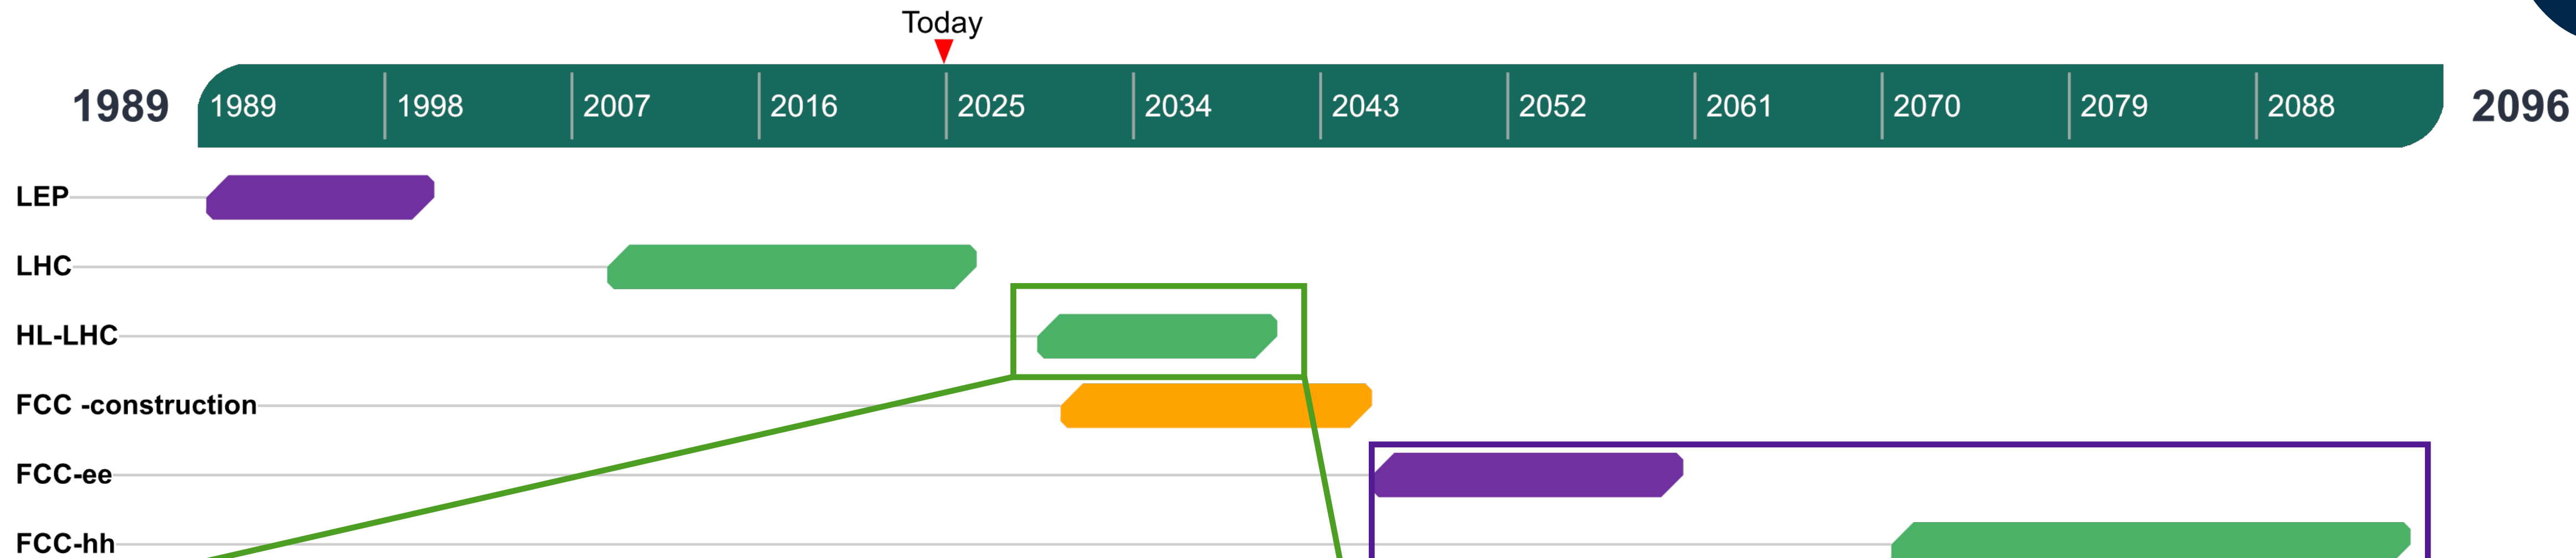 Today
1989 1989 1998 2007 2016 2025 2034 2043 2052 2061 2070 2079 2088 2096
LEP
LHC
HL-LHC
FCC -construction
FCC-ee
FCC-hh